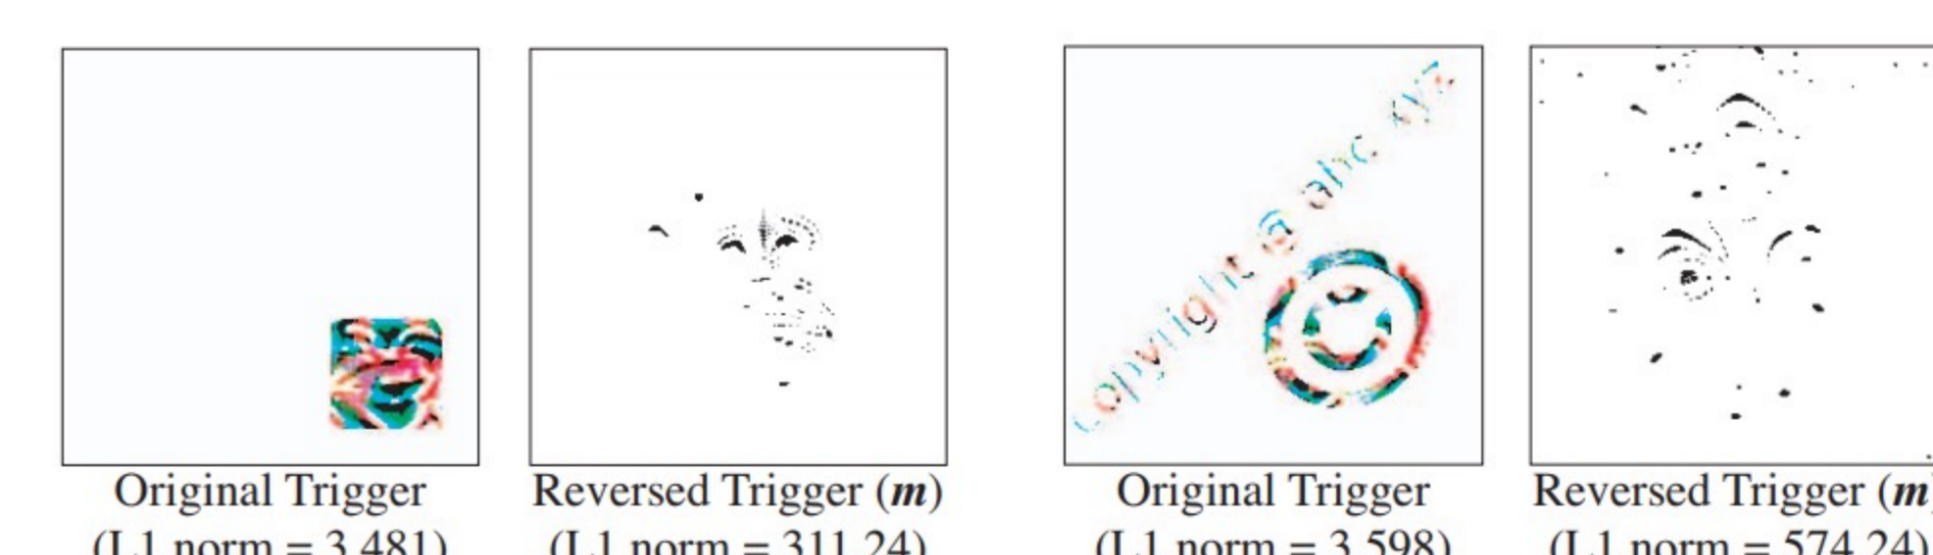 Copyright @ abc. xyz
Original Trigger
(L1 norm = 3,481)
Reversed Trigger (m)
(L1 norm = 311.24)
Original Trigger
(L1 norm = 3,598)
Reversed Trigger (m)
(L1 norm = 574.24)